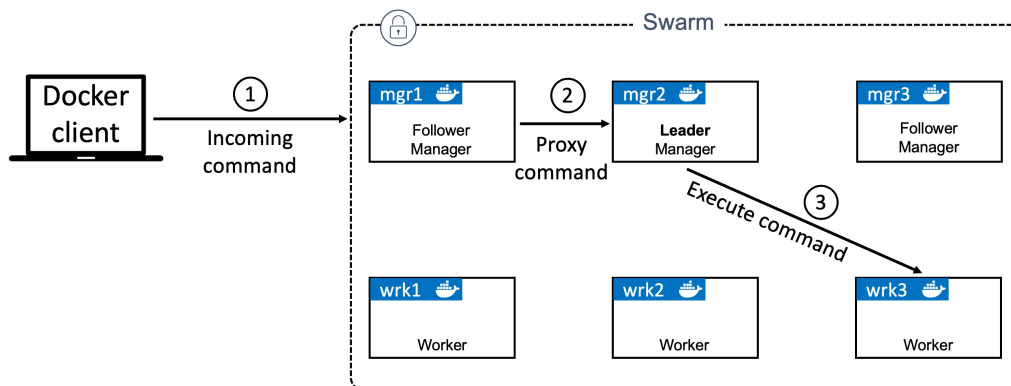 Swarm
Docker
client
1
Incoming
command
mgr1
Follower
Manager
2
Proxy
command
mgr2
Leader
Manager
mgr3
Follower
Manager
3
Execute command
wrk1
Worker
wrk2
Worker
wrk3
Worker